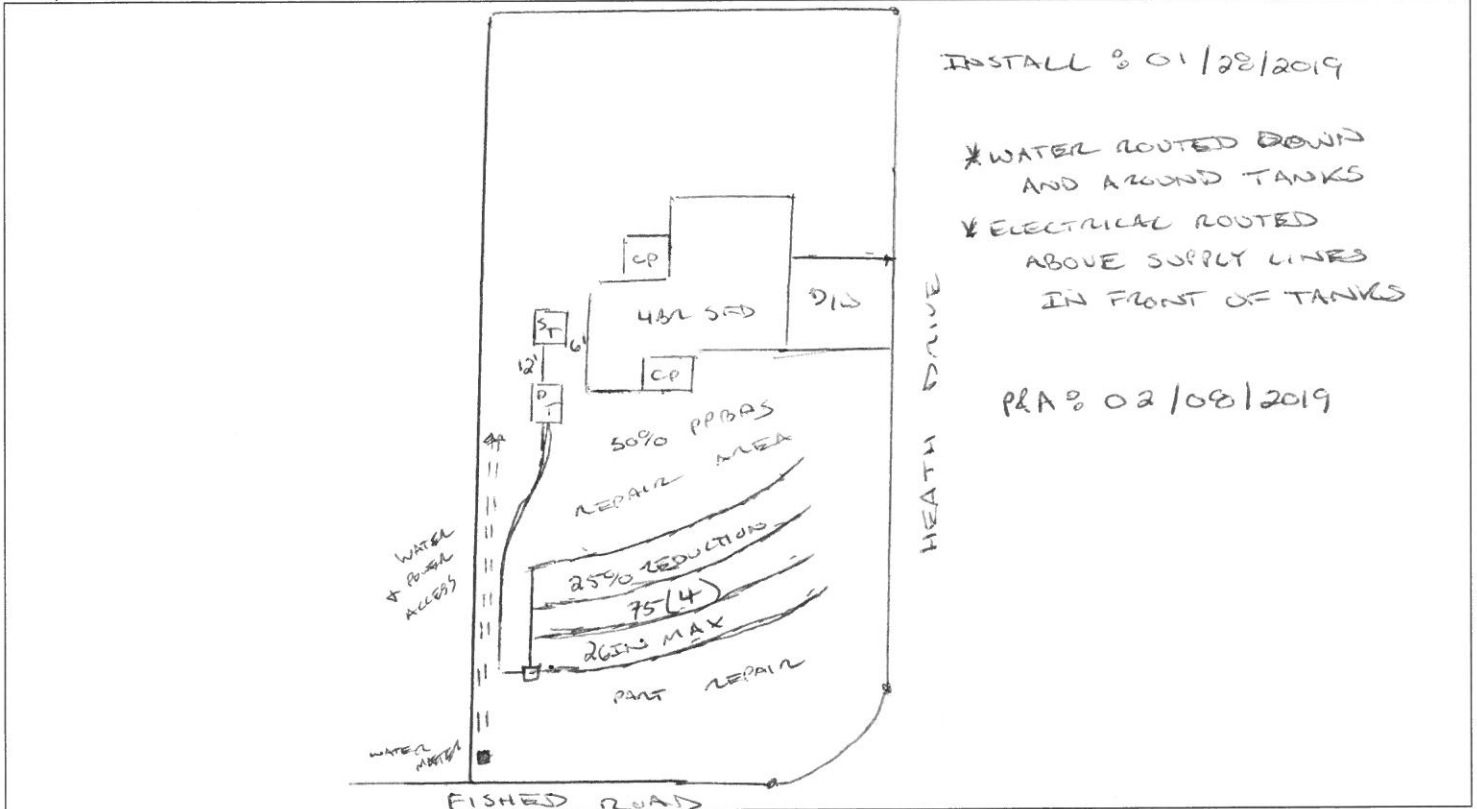 INSTALL : 01/28/2019
*WATER ROUTED DOWN
AND AROUND TANKS
*ELECTRICAL ROUTED
ABOVE SUPPLY LINES
IN FRONT OF TANKS
P&A : 02/08/2019
CP
4BR SFD
D/W
ST
6'
12'
CP
PT
HEATH DRIVE
50% PPBPS
REPAIR AREA
25% REDUCTION
75(4)
26IN MAX
PART REPAIR
WATER
& POWER
ACCESS
WATER
METER
ROAD